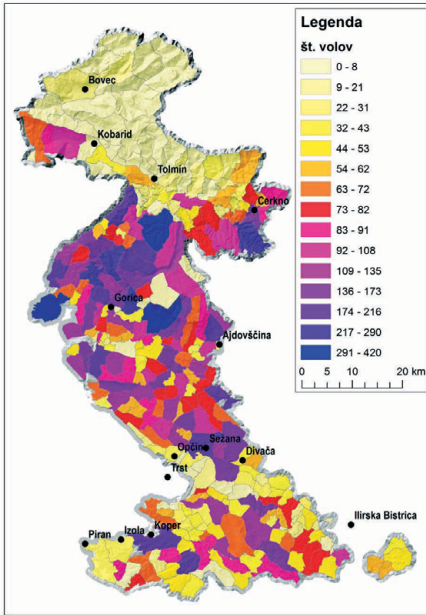 Legenda
št. volov
0 - 8
9 - 21
22 - 31
32 - 43
44 - 53
54 - 62
63 - 72
73 - 82
83 - 91
92 - 108
109 - 135
136 - 173
174 - 216
217 - 290
291 - 420
0 10 20 km
Bovec
Kobarid
Tolmin
Cerkno
Gorica
Ajdovščina
Sežana
Opčine
Divača
Trst
Koper
Izola
Piran
Ilirska Bistrica